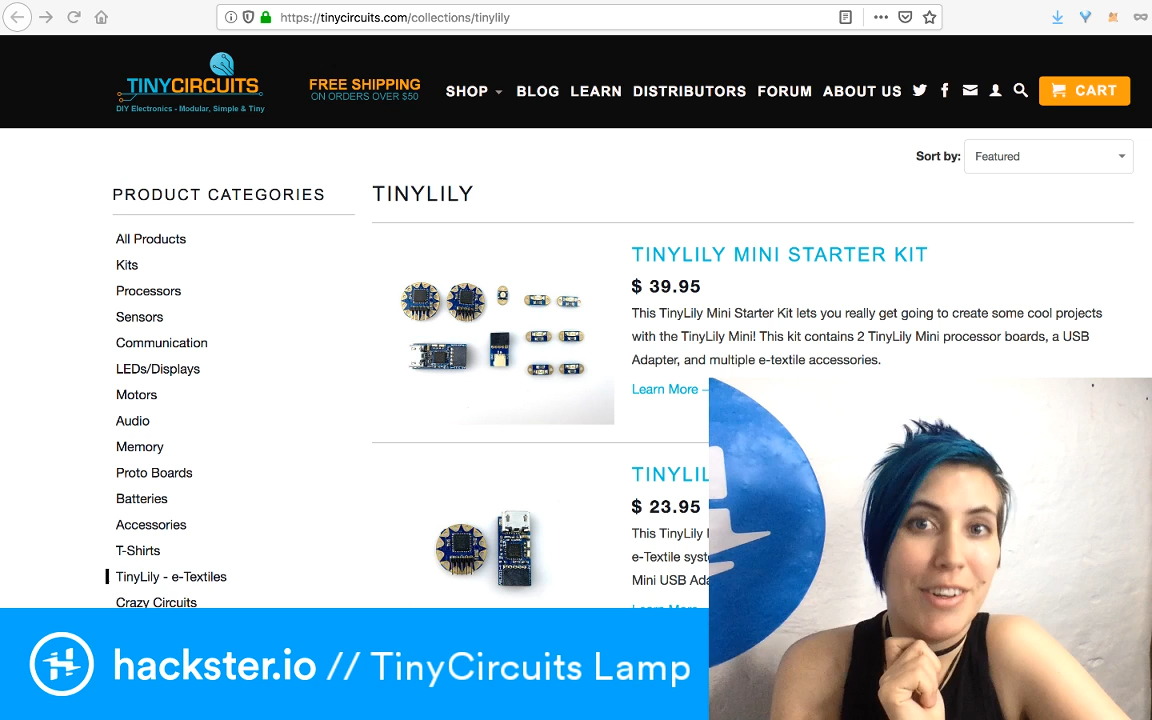 https://tinycircuits.com/collections/tinylily
TINYCIRCUITS
DIY Electronics - Modular, Simple & Tiny
FREE SHIPPING
ON ORDERS OVER $50
SHOP
BLOG
LEARN
DISTRIBUTORS
FORUM
ABOUT US
CART
Sort by:
Featured
PRODUCT CATEGORIES
All Products
Kits
Processors
Sensors
Communication
LEDs/Displays
Motors
Audio
Memory
Proto Boards
Batteries
Accessories
T-Shirts
TinyLily - e-Textiles
Crazy Circuits
TINYLILY
TINYLILY MINI STARTER KIT
$ 39.95
This TinyLily Mini Starter Kit lets you really get going to create some cool projects
with the TinyLily Mini! This kit contains 2 TinyLily Mini processor boards, a USB
Adapter, and multiple e-textile accessories.
Learn More
TINYLIL
$ 23.95
This TinyLily
e-Textile
Mini USB
Learn More
hackster.io // TinyCircuits Lamp